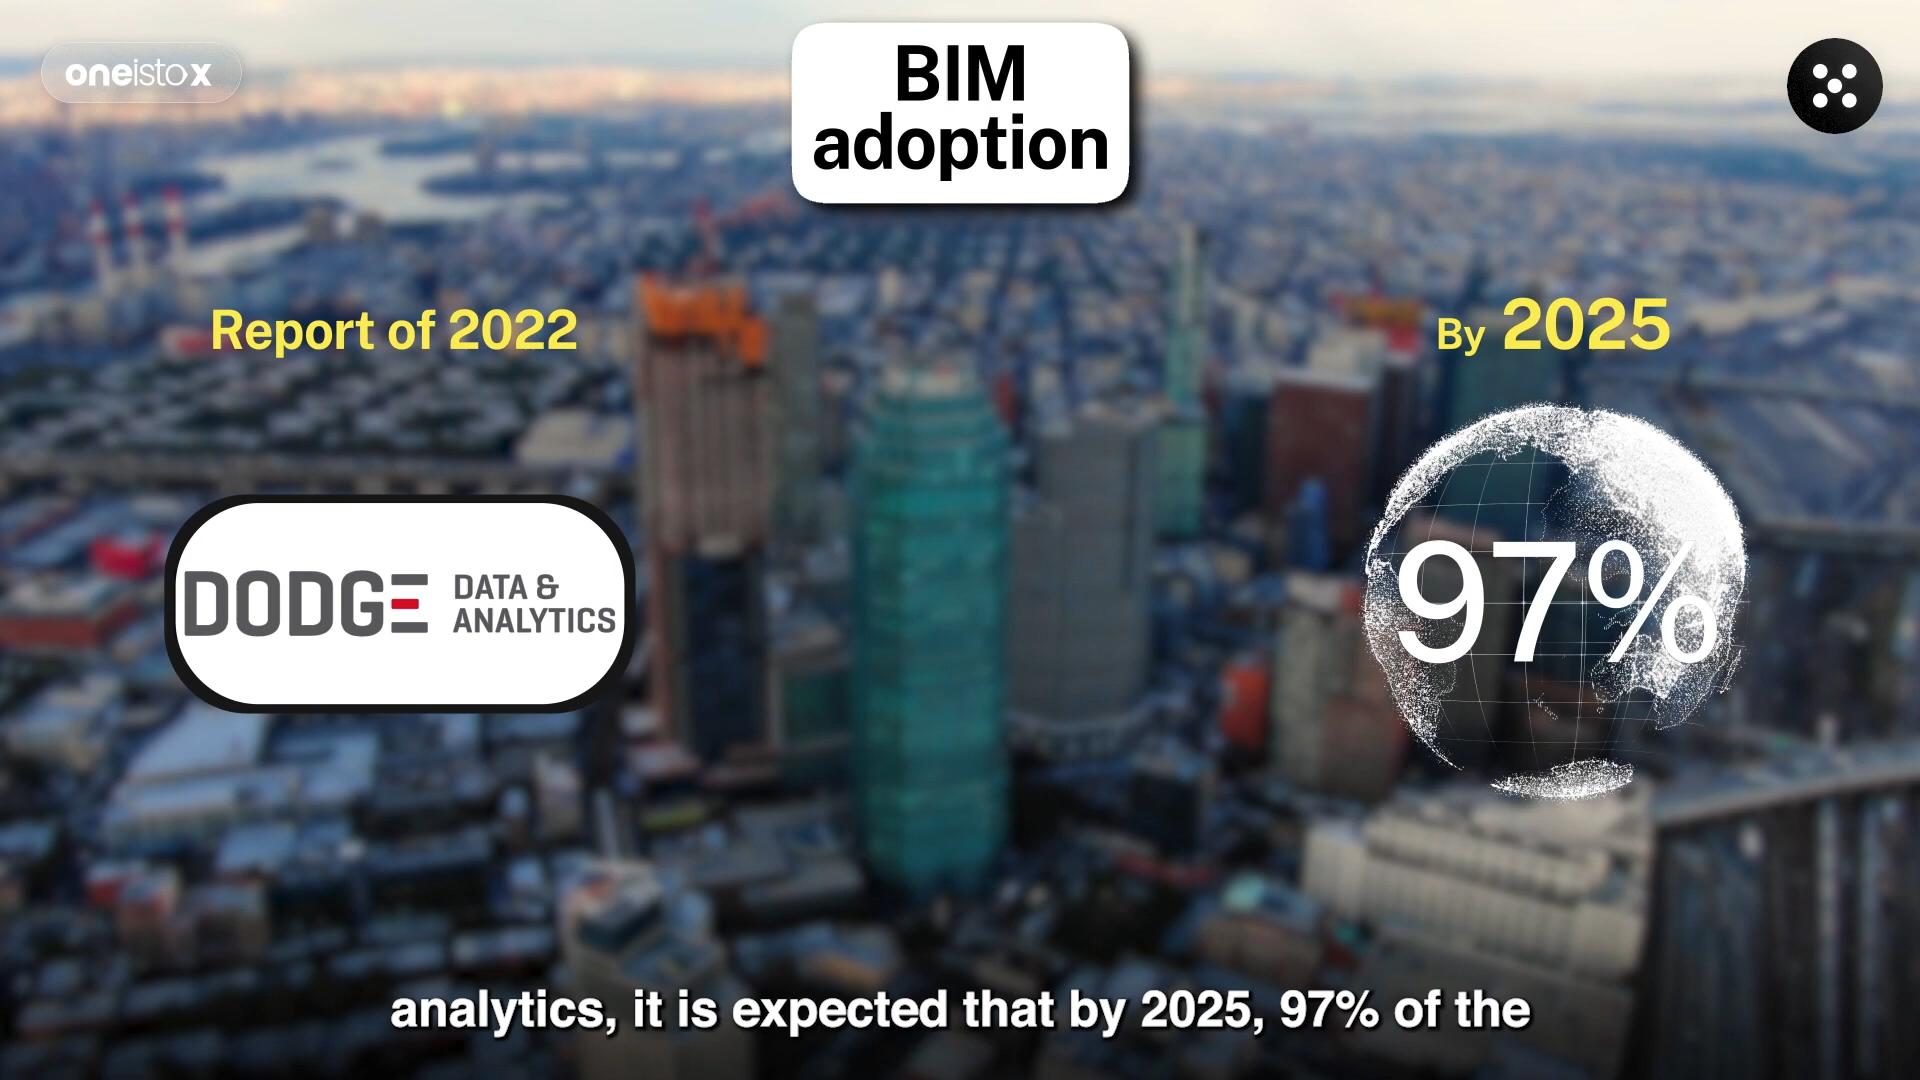 oneistox
BIM
adoption
Report of 2022
By 2025
DODGE DATA &
ANALYTICS
97%
analytics, it is expected that by 2025, 97% of the